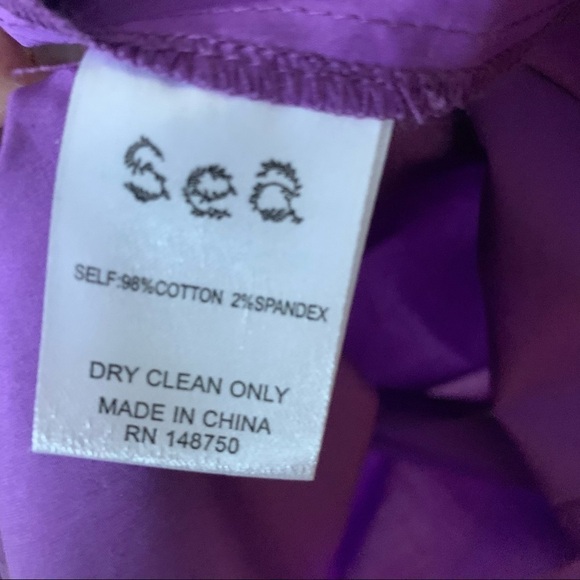 Sea
SELF:98%COTTON 2%SPANDEX
DRY CLEAN ONLY
MADE IN CHINA
RN 148750